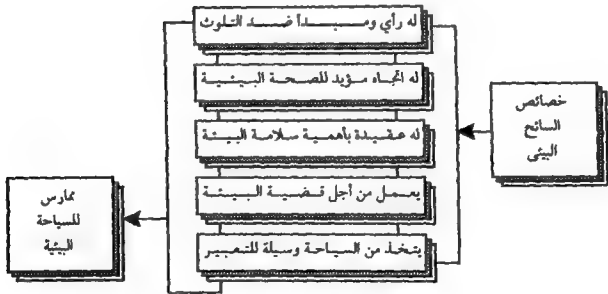 له رأي ومبدأ ضد التلوث
له اتجاه مؤيد للصحة البيئية
له عقيدة بأهمية سلامة البيئة
يعمل من أجل قضية البيئة
يتخذ من السياحة وسيلة للتعبير
خصائص
السائح
البيئى
ممارس
للسياحة
البيئية